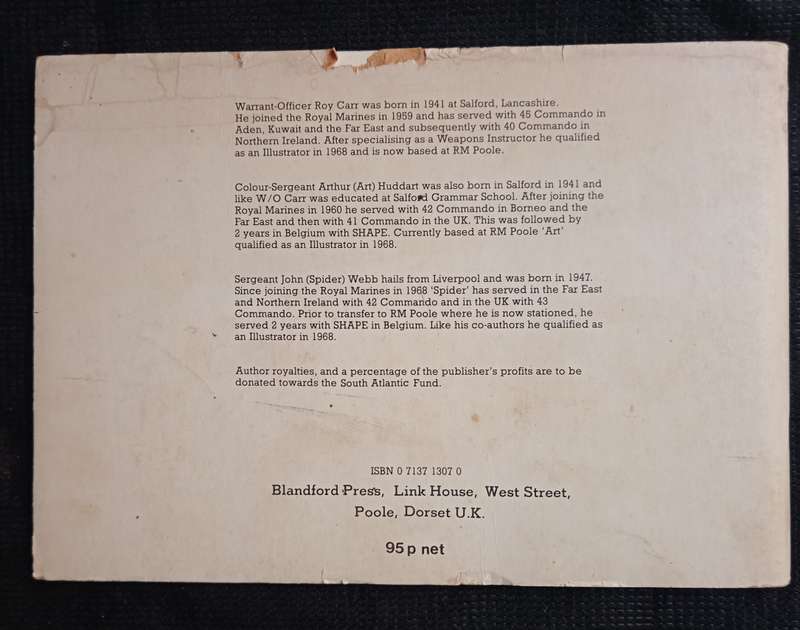 Warrant-Officer Roy Carr was born in 1941 at Salford, Lancashire.
He joined the Royal Marines in 1959 and has served with 45 Commando in
Aden, Kuwait and the Far East and subsequently with 40 Commando in
Northern Ireland. After specialising as a Weapons Instructor he qualified
as an Illustrator in 1968 and is now based at RM Poole.
Colour-Sergeant Arthur (Art) Huddart was also born in Salford in 1941 and
like W/O Carr was educated at Salford Grammar School. After joining the
Royal Marines in 1960 he served with 42 Commando in Borneo and the
Far East and then with 41 Commando in the UK. This was followed by
2 years in Belgium with SHAPE. Currently based at RM Poole 'Art'
qualified as an Illustrator in 1968.
Sergeant John (Spider) Webb hails from Liverpool and was born in 1947.
Since joining the Royal Marines in 1968 'Spider' has served in the Far East
and Northern Ireland with 42 Commando and in the UK with 43
Commando. Prior to transfer to RM Poole where he is now stationed, he
served 2 years with SHAPE in Belgium. Like his co-authors he qualified as
an Illustrator in 1968.
Author royalties, and a percentage of the publisher's profits are to be
donated towards the South Atlantic Fund.
ISBN 0 7137 1307 0
Blandford Press, Link House, West Street,
Poole, Dorset U.K.
95p net